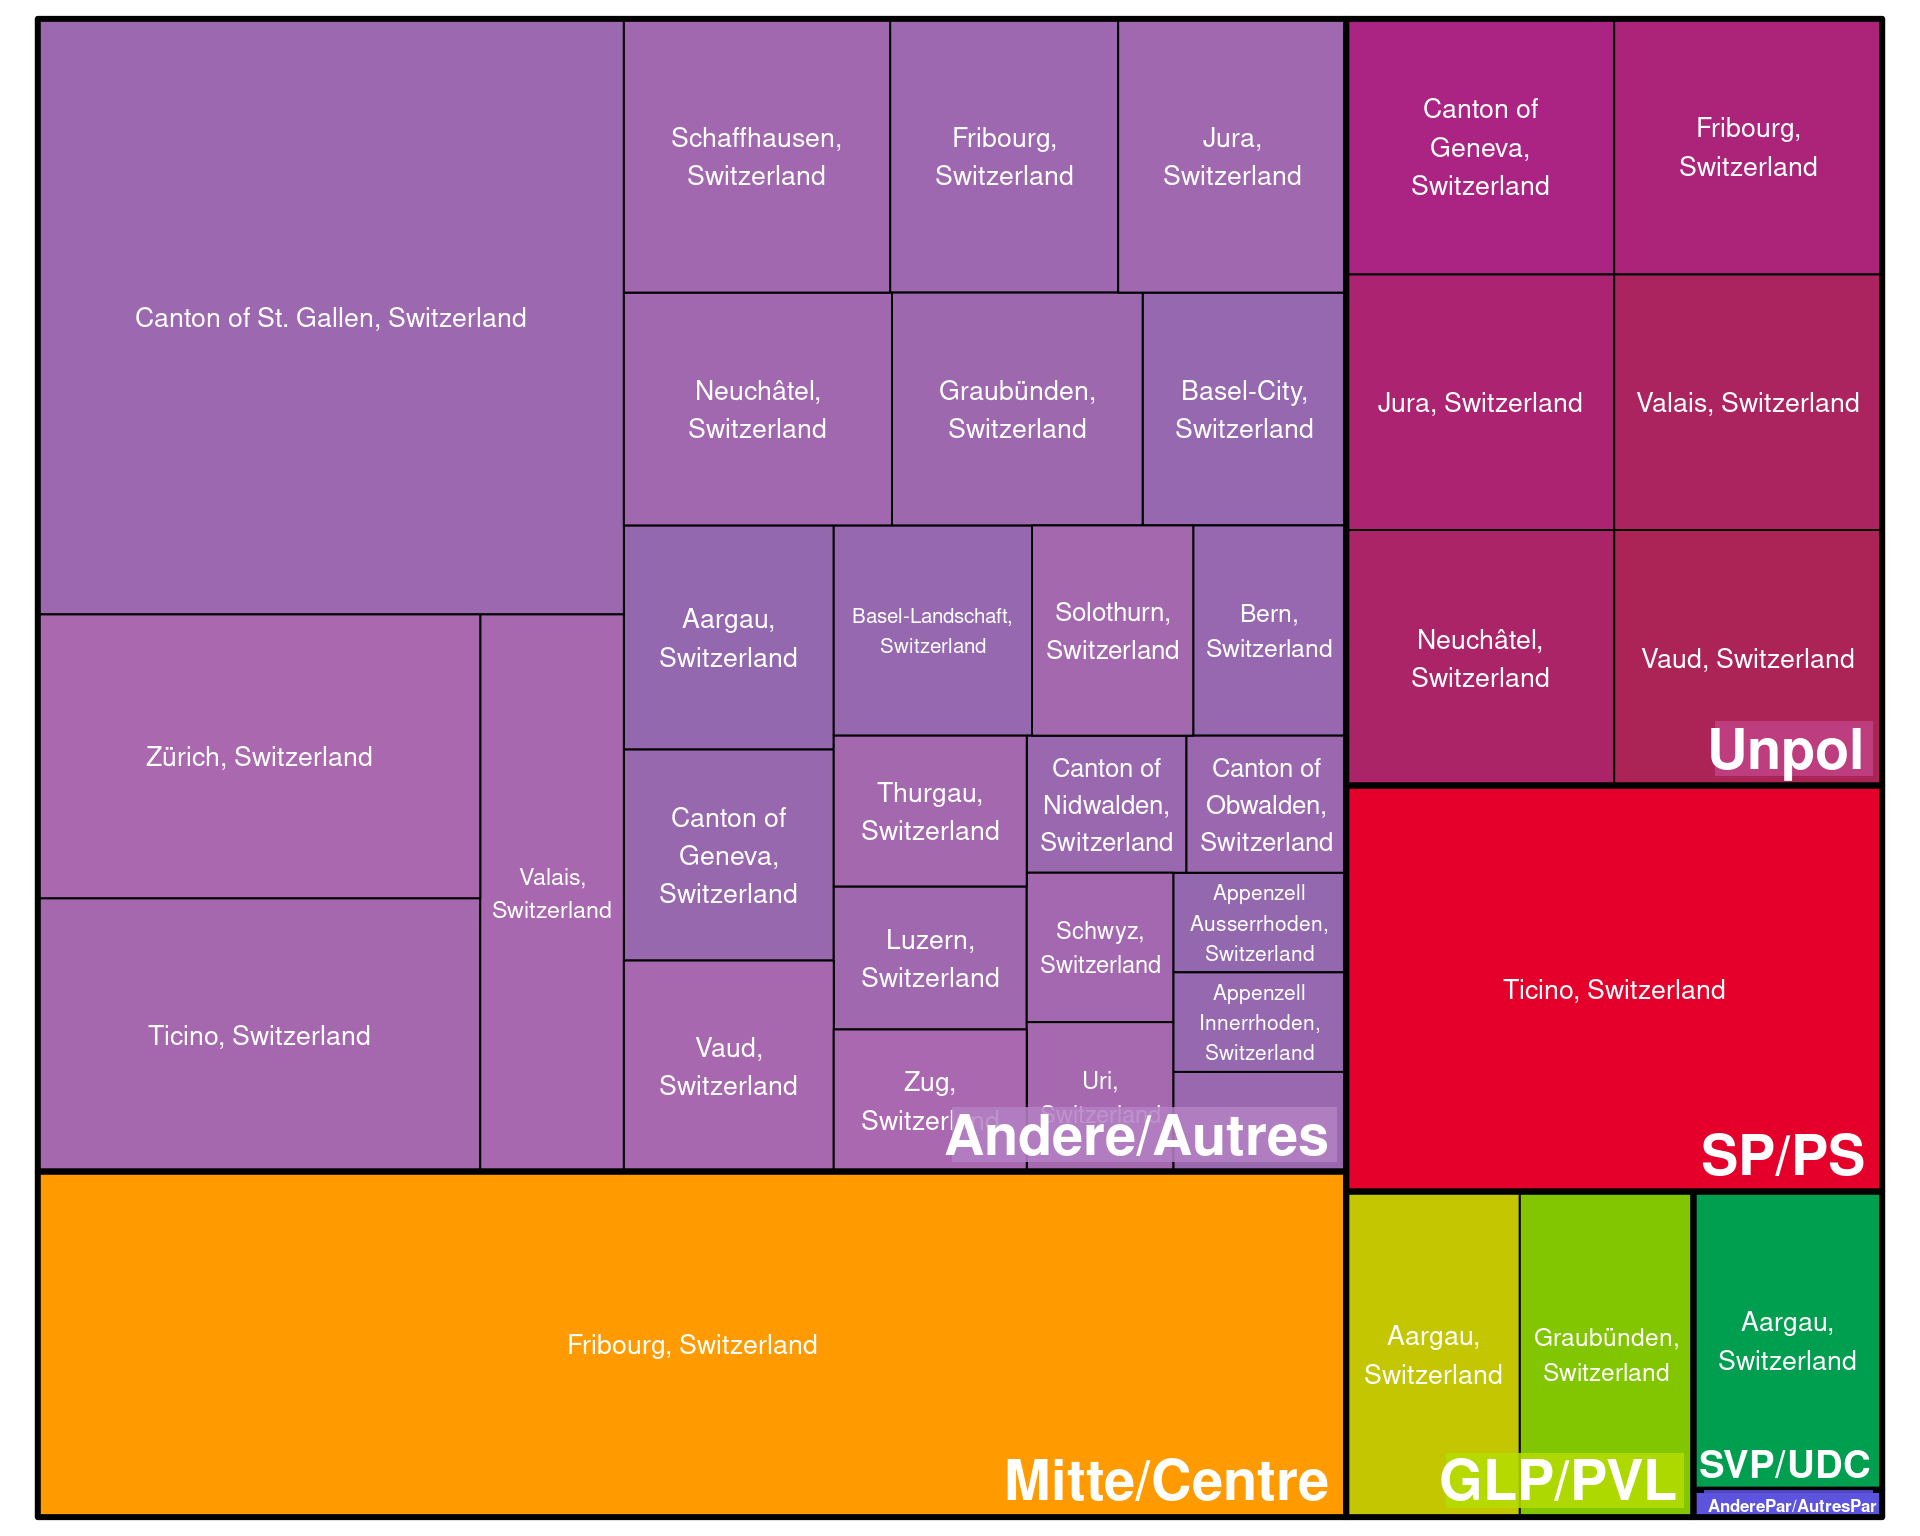 Canton of St. Gallen, Switzerland
Schaffhausen,
Switzerland
Fribourg,
Switzerland
Jura,
Switzerland
Neuchâtel,
Switzerland
Graubünden,
Switzerland
Basel-City,
Switzerland
Zürich, Switzerland
Ticino, Switzerland
Valais,
Switzerland
Aargau,
Switzerland
Basel-Landschaft,
Switzerland
Solothurn,
Switzerland
Bern,
Switzerland
Canton of
Geneva,
Switzerland
Vaud,
Switzerland
Thurgau,
Switzerland
Luzern,
Switzerland
Zug,
Switzerland
Canton of
Nidwalden,
Switzerland
Canton of
Obwalden,
Switzerland
Schwyz,
Switzerland
Uri,
Switzerland
Appenzell
Ausserrhoden,
Switzerland
Appenzell
Innerrhoden,
Switzerland
Andere/Autres
Fribourg, Switzerland
Mitte/Centre
Canton of
Geneva,
Switzerland
Fribourg,
Switzerland
Jura, Switzerland
Valais, Switzerland
Neuchâtel,
Switzerland
Vaud, Switzerland
Unpol
Ticino, Switzerland
SP/PS
Aargau,
Switzerland
Graubünden,
Switzerland
GLP/PVL
Aargau,
Switzerland
SVP/UDC
AnderePar/AutresPar